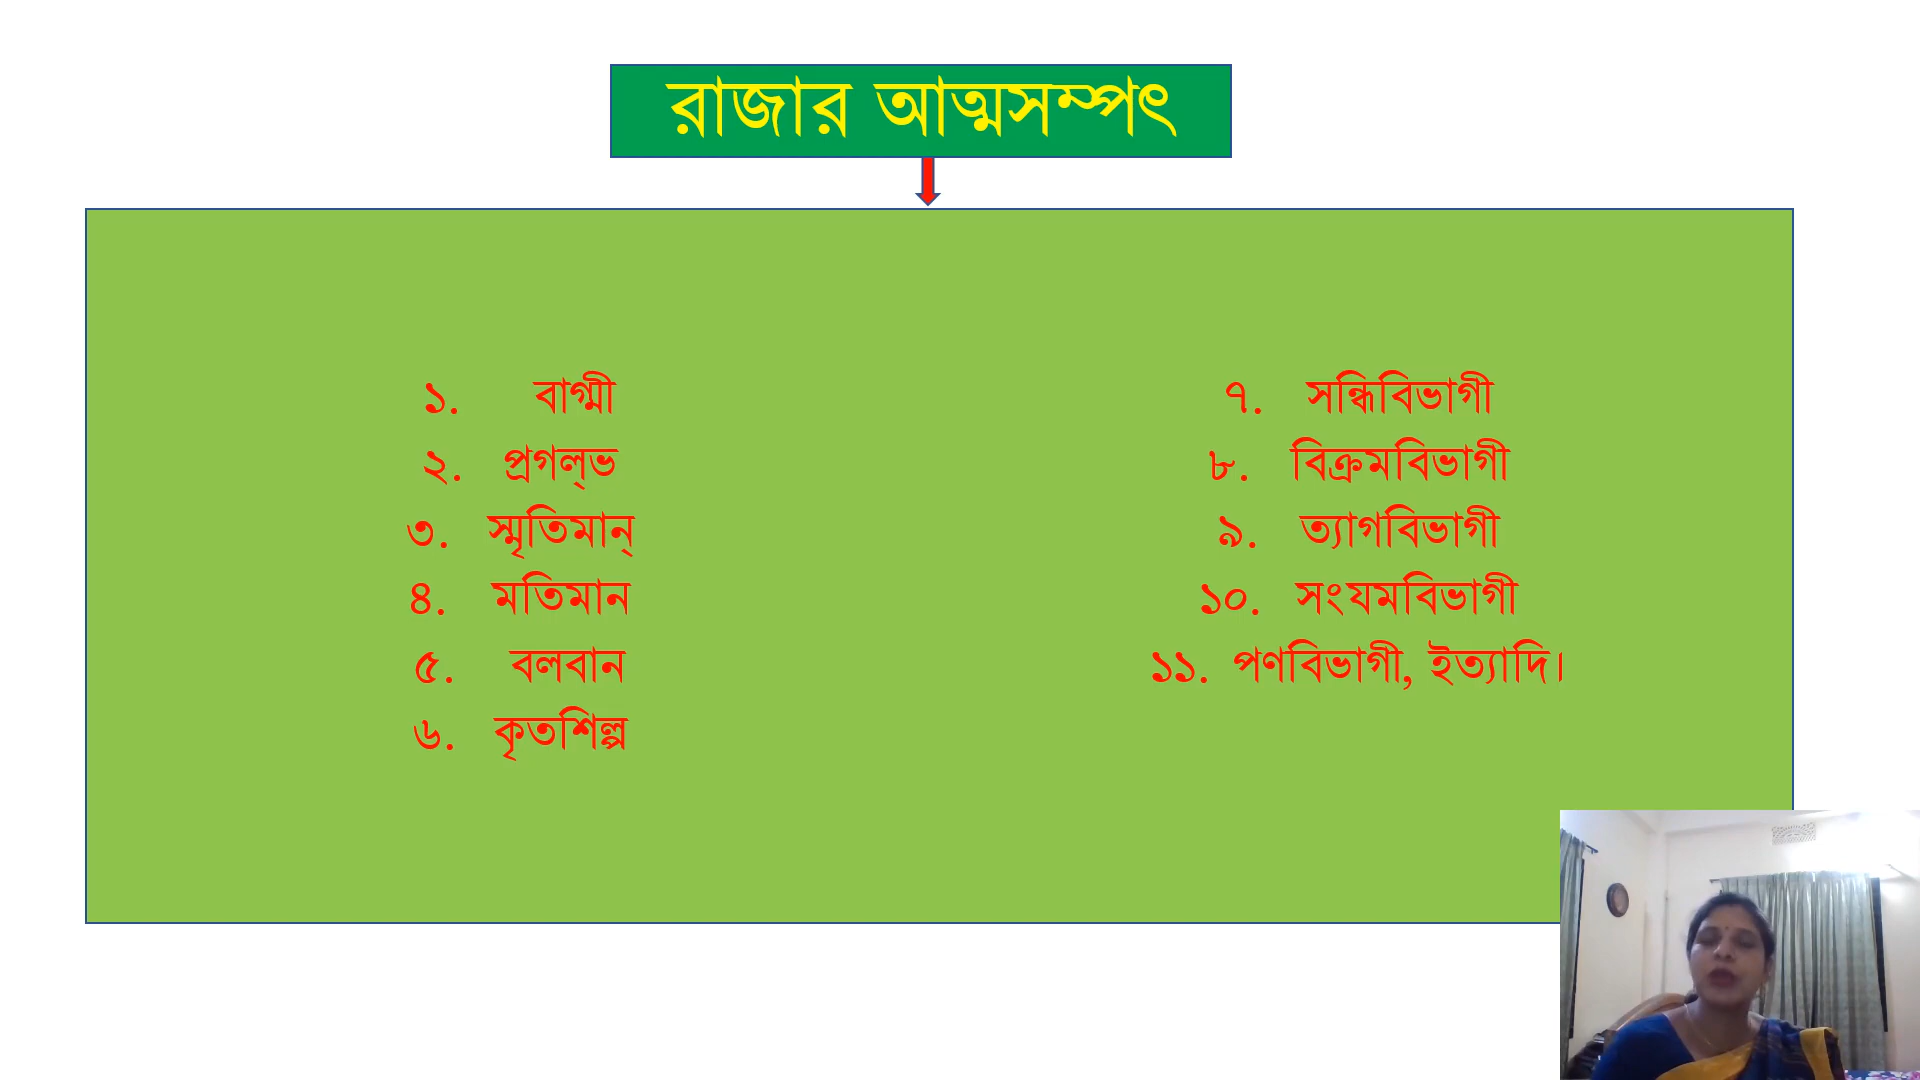 রাজার আত্মসম্পৎ
১. বাগ্মী
২. প্রগল্‌ভ
৩. স্মৃতিমান্
৪. মতিমান
৫. বলবান
৬. কৃতশিল্প
৭. সন্ধিবিভাগী
৮. বিক্রমবিভাগী
৯. ত্যাগবিভাগী
১০. সংযমবিভাগী
১১. পণবিভাগী, ইত্যাদি।